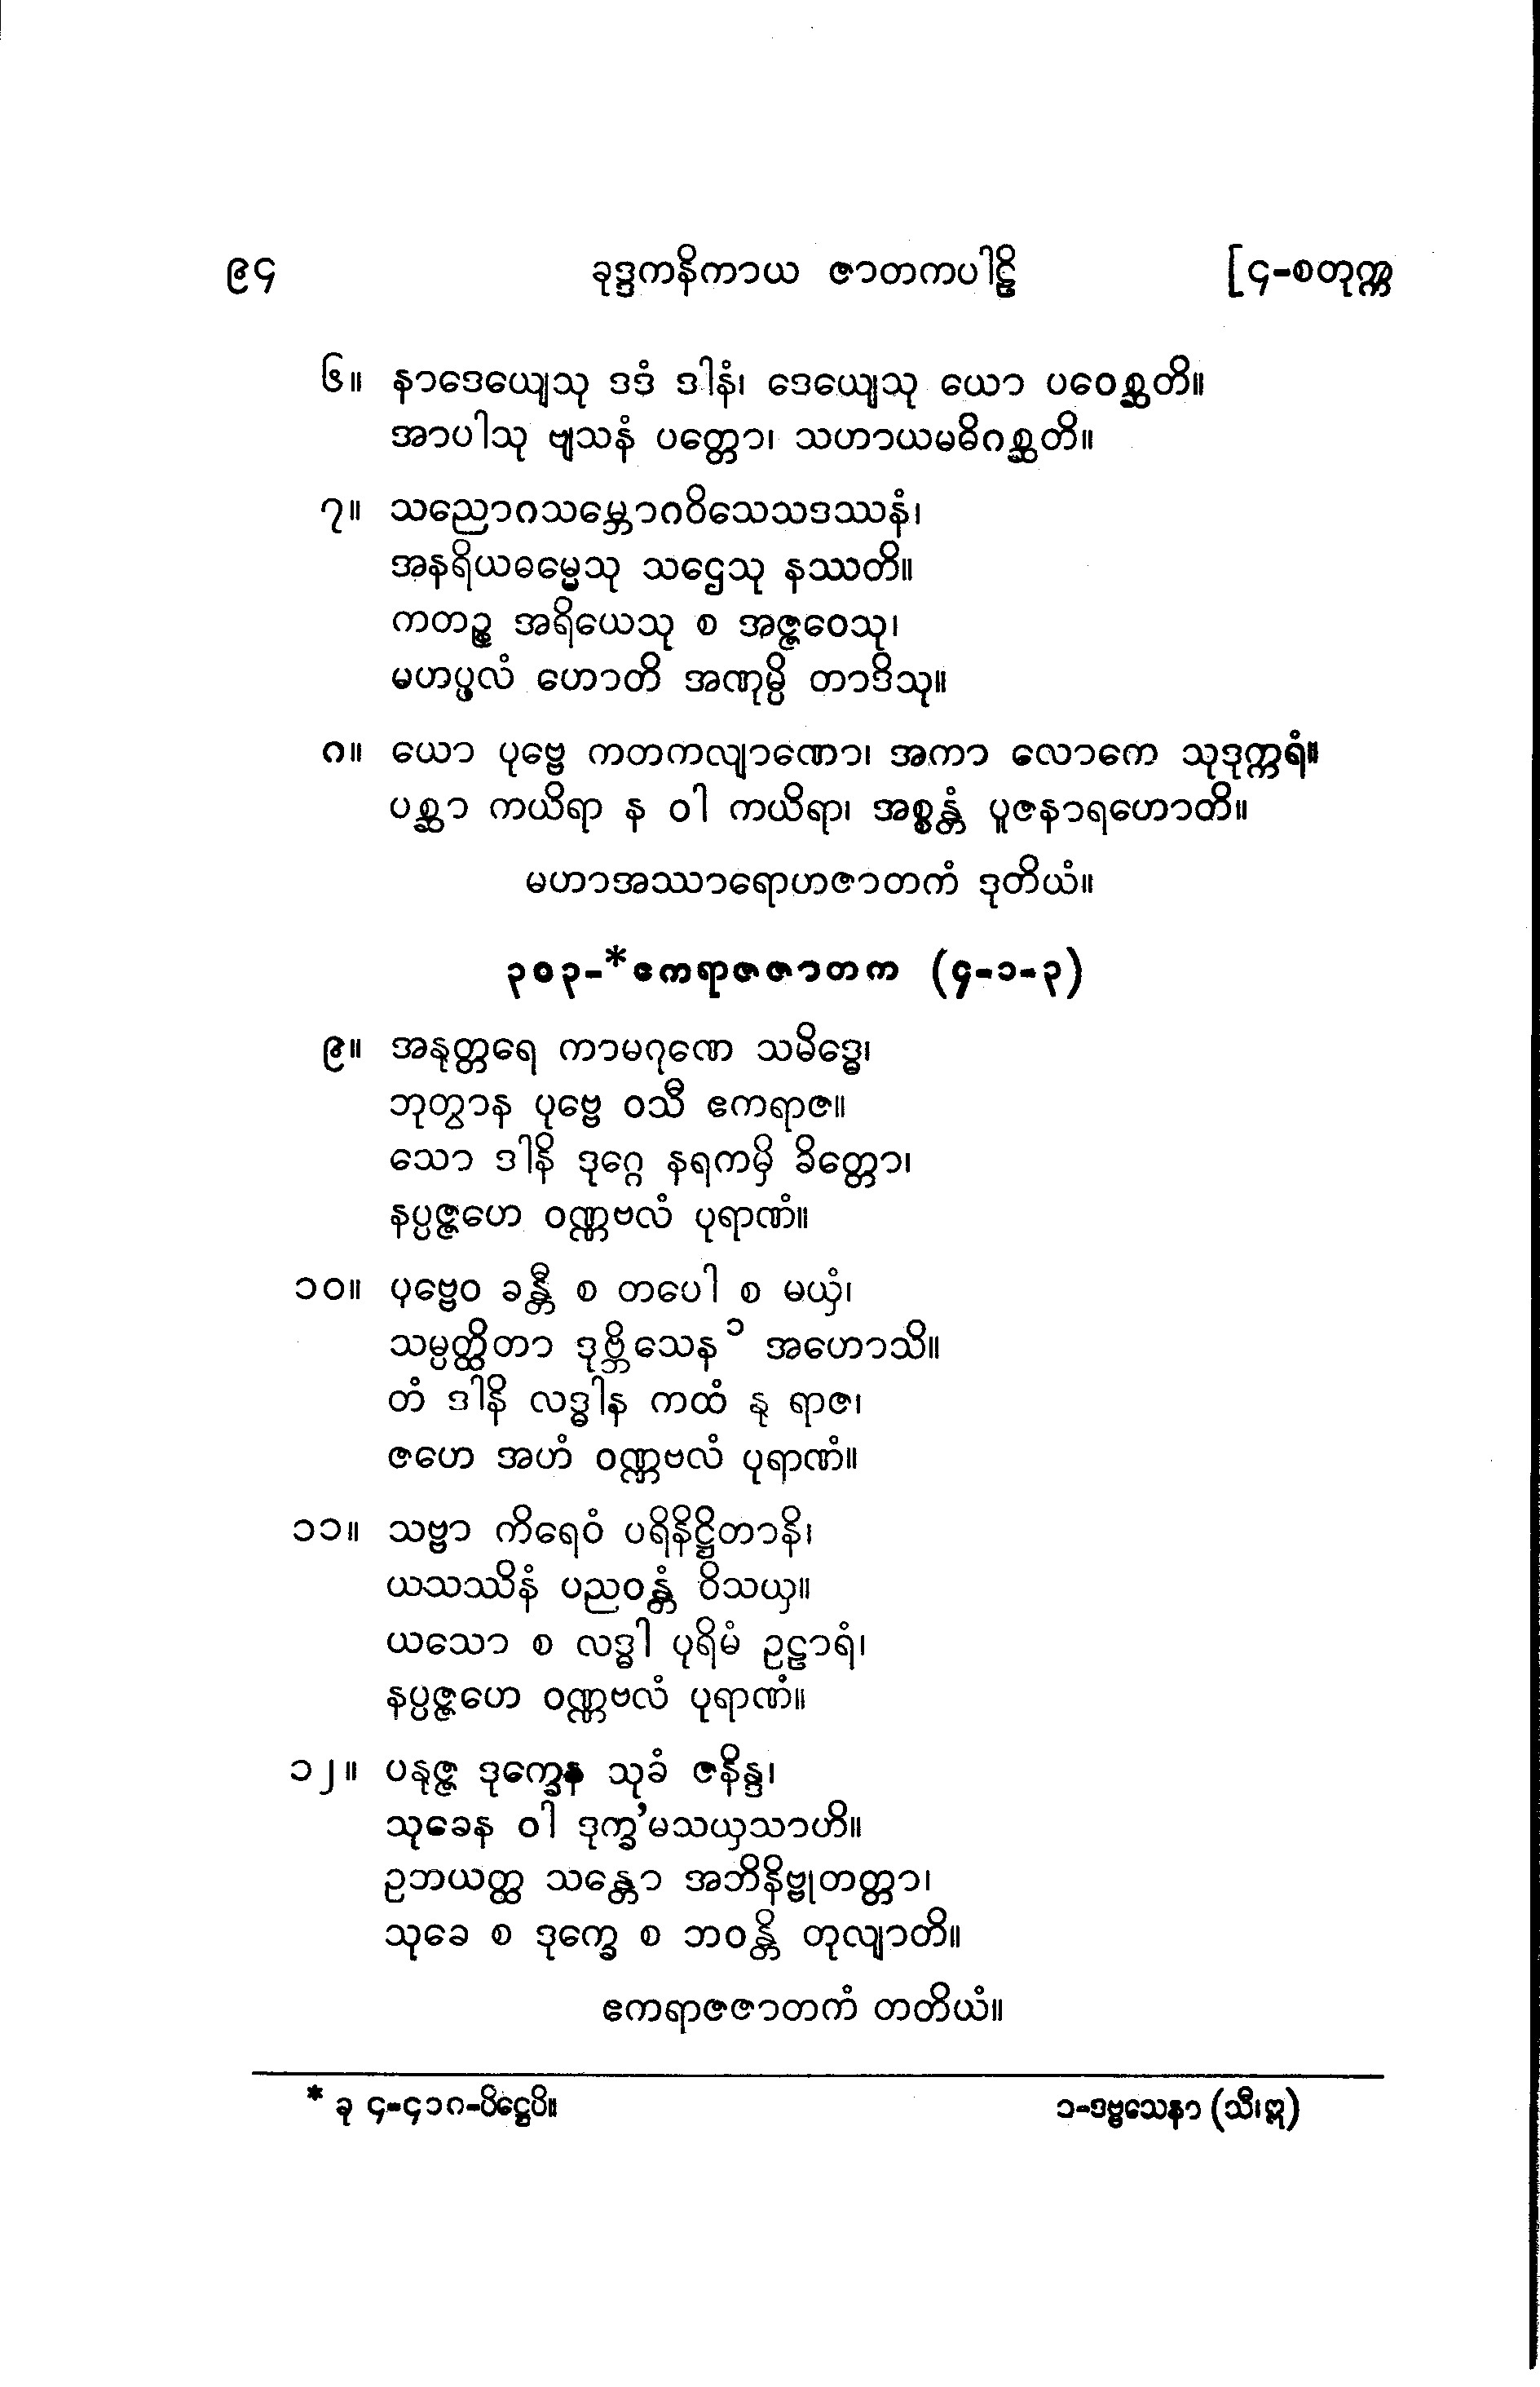 ၉၄ ခုဒ္ဒကနိကာယ ဇာတကပါဠိ [၄-စတုက္က
၆။ နာဒေယျေသု ဒဒံ ဒါနံ၊ ဒေယျေသု ယော ပဝေစ္ဆတိ။
အာပါသု ဗျသနံ ပတ္တော၊ သဟာယမဓိဂစ္ဆတိ။
၇။ သညောဂသမ္ဘောဂဝိသေသဒဿနံ၊
အနရိယဓမ္မေသု သဌေသု နဿတိ။
ကတဉ္စ အရိယေသု စ အဇ္ဇဝေသု၊
မဟပ္ဖလံ ဟောတိ အဏုမ္ပိ တာဒိသု။
၈။ ယော ပုဗ္ဗေ ကတကလျာဏော၊ အကာ လောကေ သုဒုက္ကရံ။
ပစ္ဆာ ကယိရာ န ဝါ ကယိရာ၊ အစ္စန္တံ ပူဇနာရဟောတိ။
မဟာအဿာရောဟဇာတကံ ဒုတိယံ။
၃၀၃-*ဧကရာဇဇာတက (၄-၁-၃)
၉။ အနုတ္တရေ ကာမဂုဏေ သမိဒ္ဓေ၊
ဘုတွာန ပုဗ္ဗေ ဝသီ ဧကရာဇ။
သော ဒါနိ ဒုဂ္ဂေ နရကမှိ ခိတ္တော၊
နပ္ပဇ္ဇဟေ ဝဏ္ဏဗလံ ပုရာဏံ။
၁၀။ ပုဗ္ဗေဝ ခန္တီ စ တပေါ စ မယှံ၊
သမ္ပတ္ထိတာ ဒုဗ္ဘိသေန ၁ အဟောသိ။
တံ ဒါနိ လဒ္ဓါန ကထံ နု ရာဇ၊
ဇဟေ အဟံ ဝဏ္ဏဗလံ ပုရာဏံ။
၁၁။ သဗ္ဗာ ကိရေဝံ ပရိနိဋ္ဌိတာနိ၊
ယသဿိနံ ပညဝန္တံ ဝိသယှ။
ယသော စ လဒ္ဓါ ပုရိမံ ဥဠာရံ၊
နပ္ပဇ္ဇဟေ ဝဏ္ဏဗလံ ပုရာဏံ။
၁၂။ ပနုဇ္ဇ ဒုက္ခေန သုခံ ဇနိန္ဒ၊
သုခေန ဝါ ဒုက္ခ’မသယှသာဟိ။
ဥဘယတ္ထ သန္တော အဘိနိဗ္ဗုတတ္တာ၊
သုခေ စ ဒုက္ခေ စ ဘဝန္တိ တုလျာတိ။
ဧကရာဇဇာတကံ တတိယံ။
* ခု ၄-၄၁၈-ပိဋ္ဌေပိ။ ၁-ဒဗ္ဗသေနာ (သီ၊ဣ)